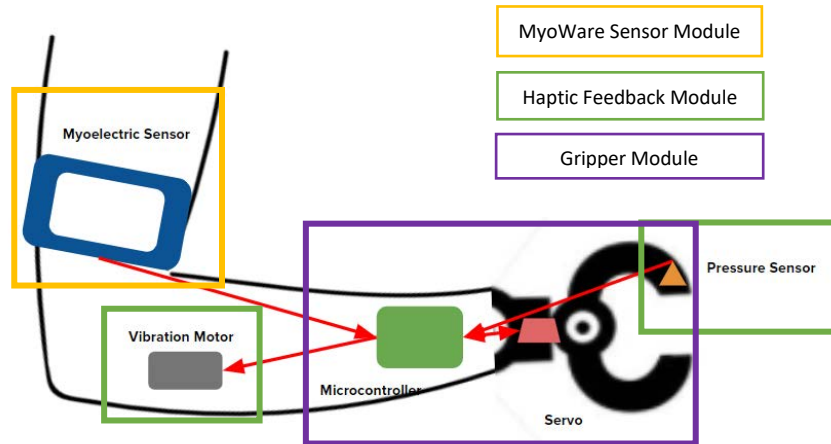 MyoWare Sensor Module
Haptic Feedback Module
Gripper Module
Myoelectric Sensor
Pressure Sensor
Vibration Motor
Microcontroller
Servo